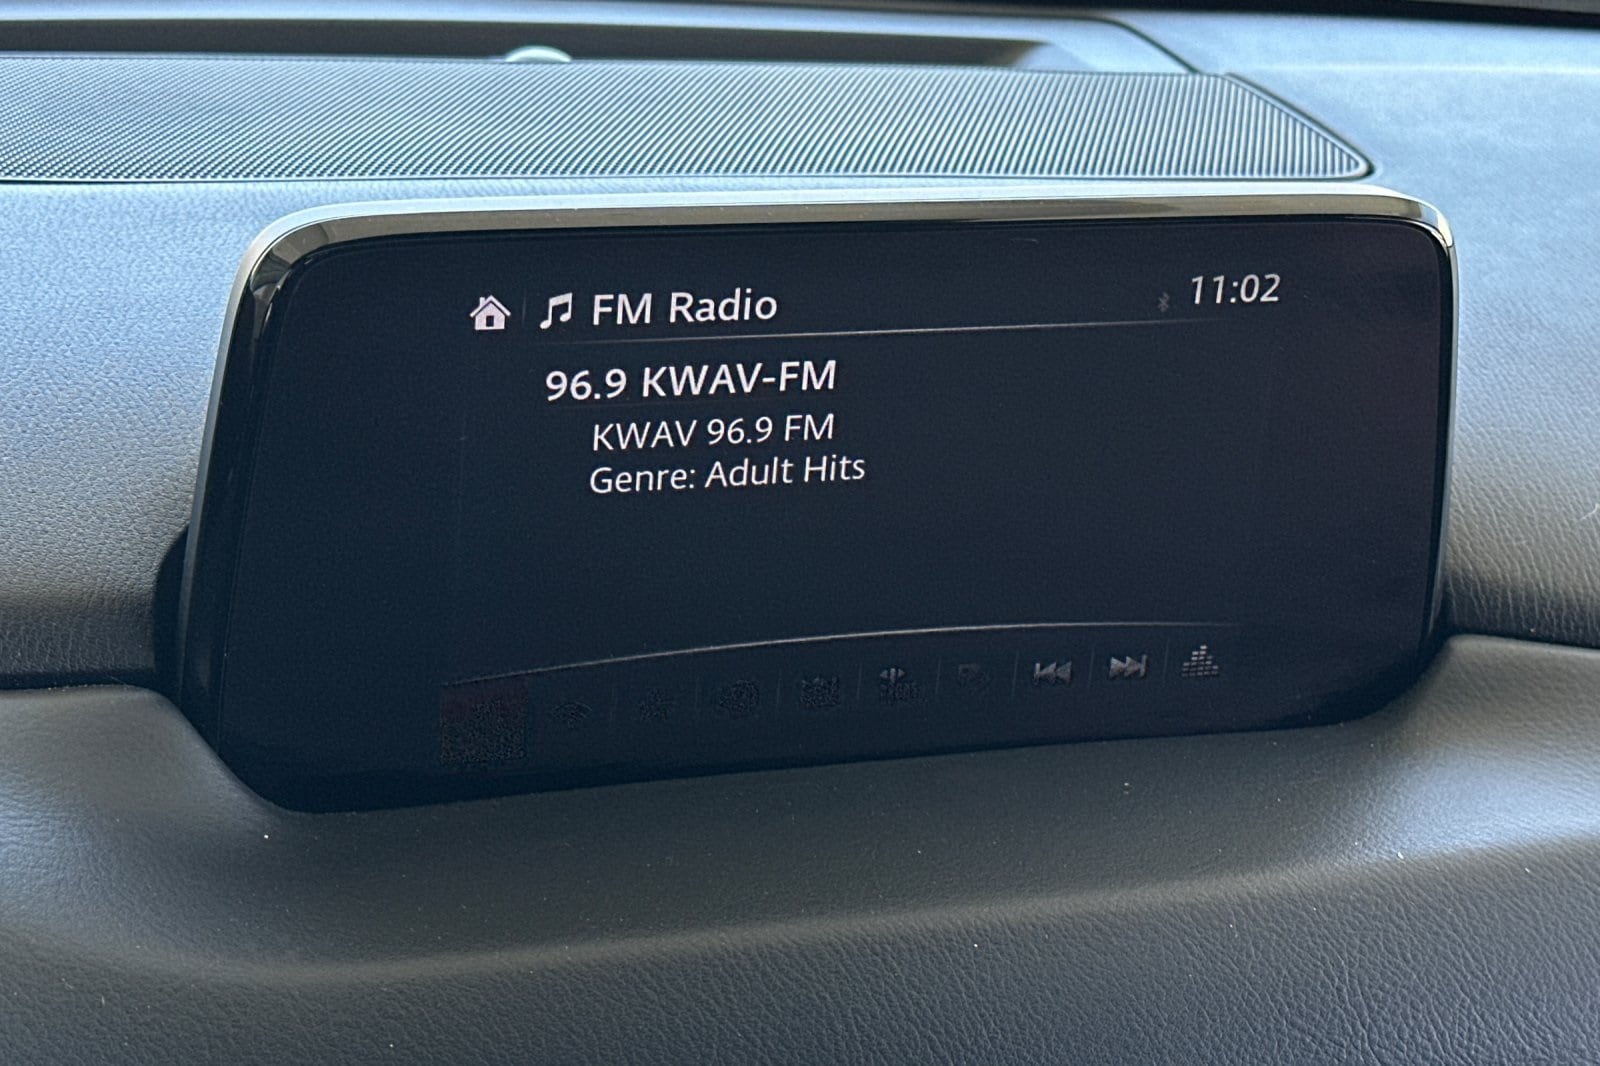 FM Radio
11:02
96.9 KWAV-FM
KWAV 96.9 FM
Genre: Adult Hits